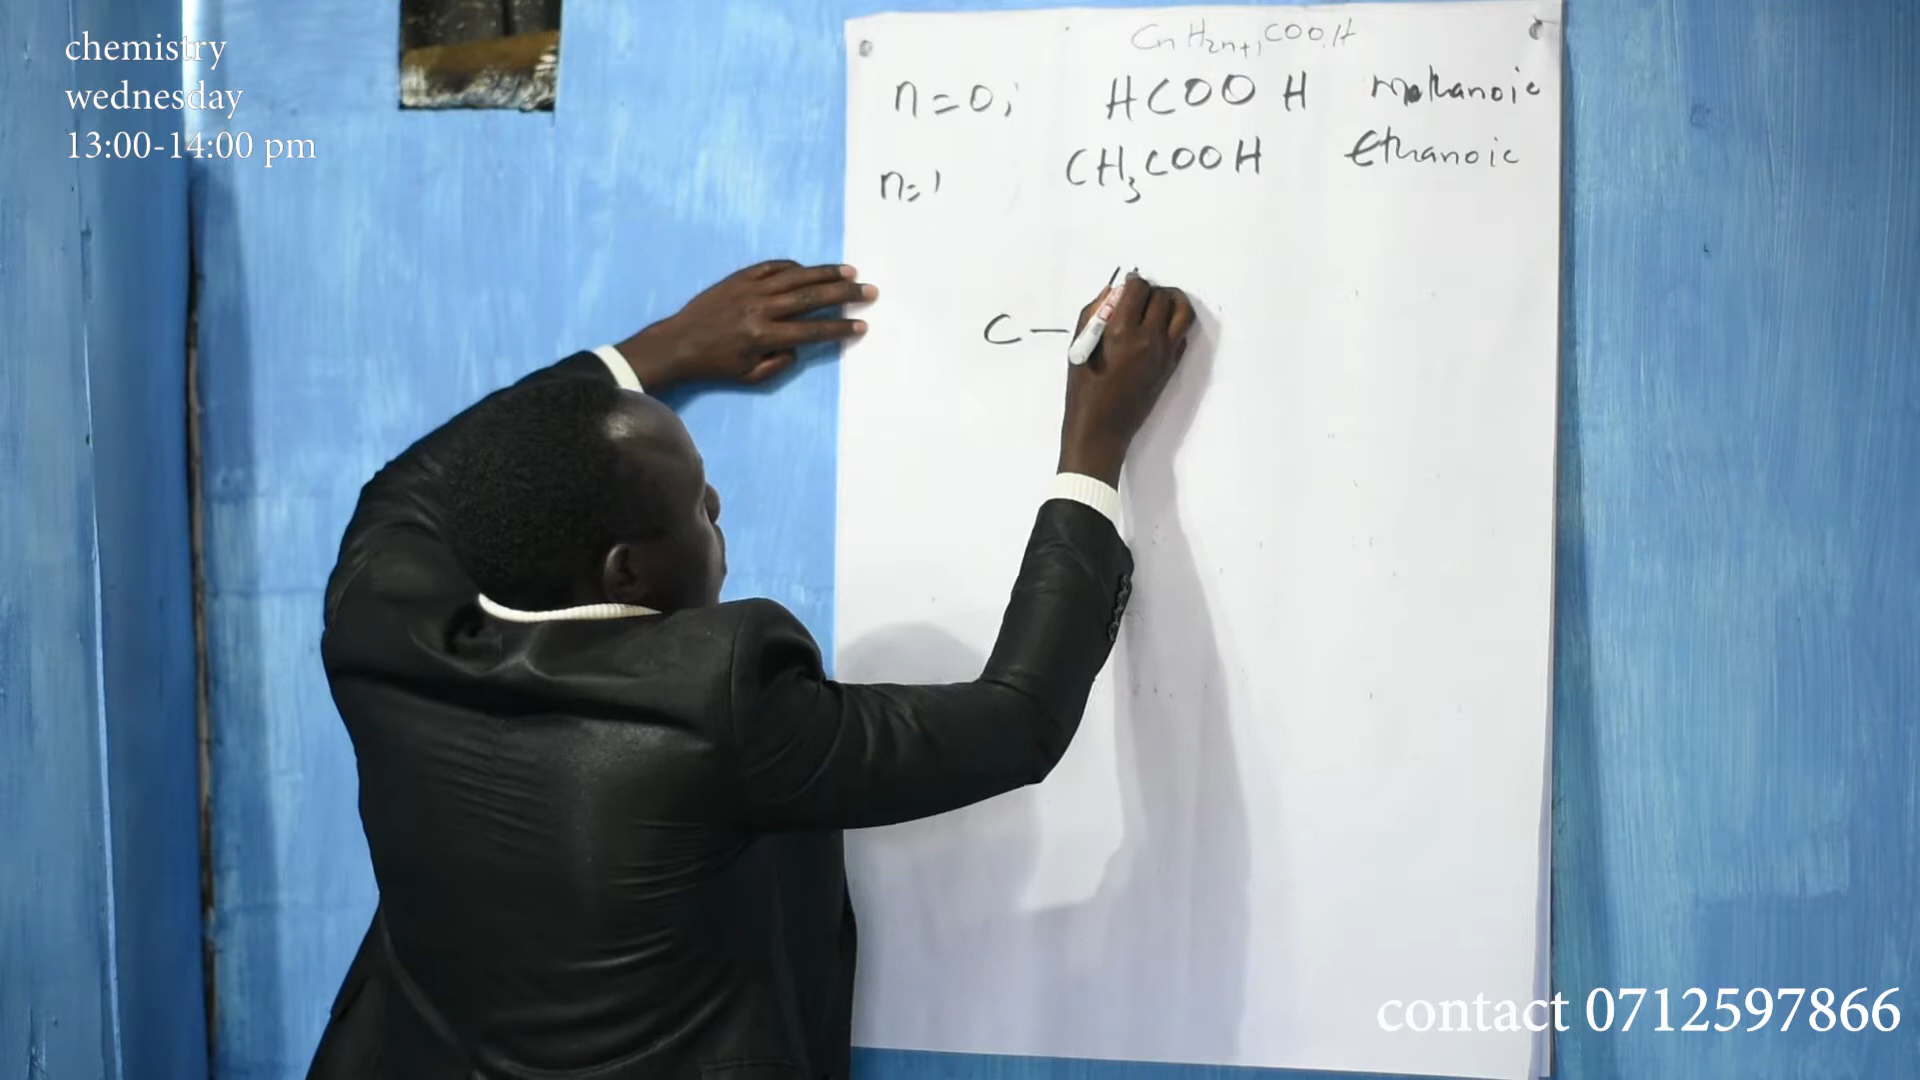 chemistry
wednesday
13:00-14:00 pm
CnH2n+1COOH
n=0; HCOOH Methanoic
n=1 CH3COOH Ethanoic
C—
contact 0712597866